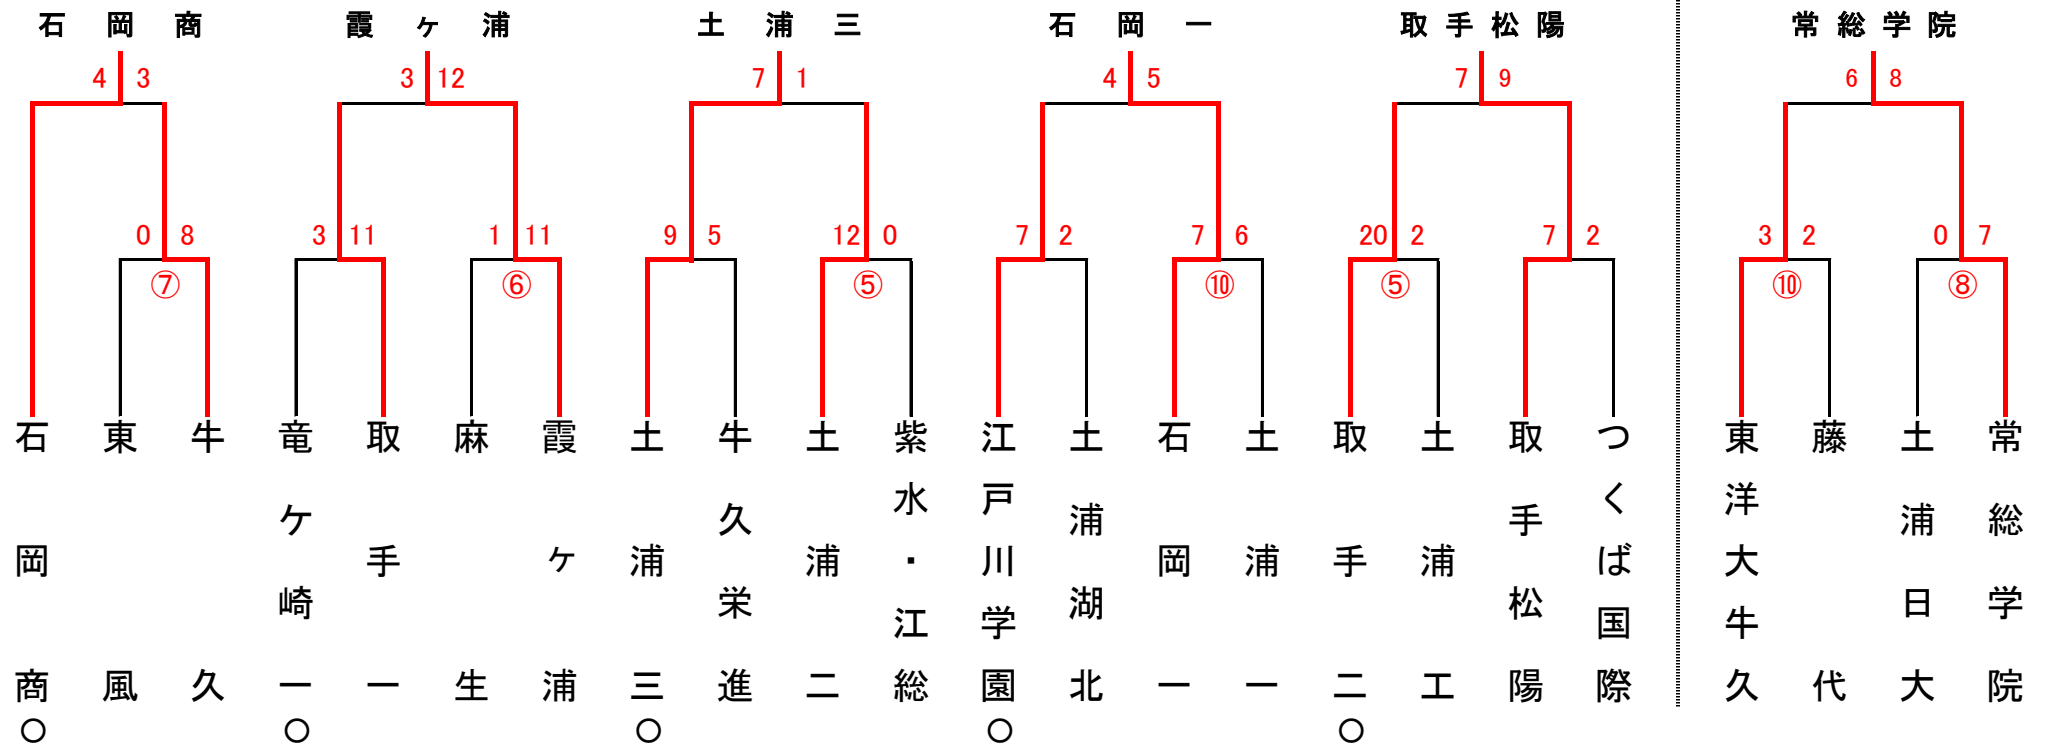 石岡商 霞ヶ浦 土浦三 石岡一 取手松陽 常総学院
4 3 3 12 7 1 4 5 7 9 6 8
0 8 3 11 1 11 9 5 12 0 7 2 7 6 20 2 7 2 3 2 0 7
⑦ ⑥ ⑤ ⑩ ⑤ ⑩ ⑧
石岡商○
東風
牛久
竜ケ崎一○
取手一
麻生
霞ヶ浦
土浦三○
牛久栄進
土浦二
紫水・江総
江戸川学園○
土浦湖北
石岡一
土浦一
取手二○
土浦工
取手松陽
つくば国際
東洋大牛久
藤代
土浦日大
常総学院